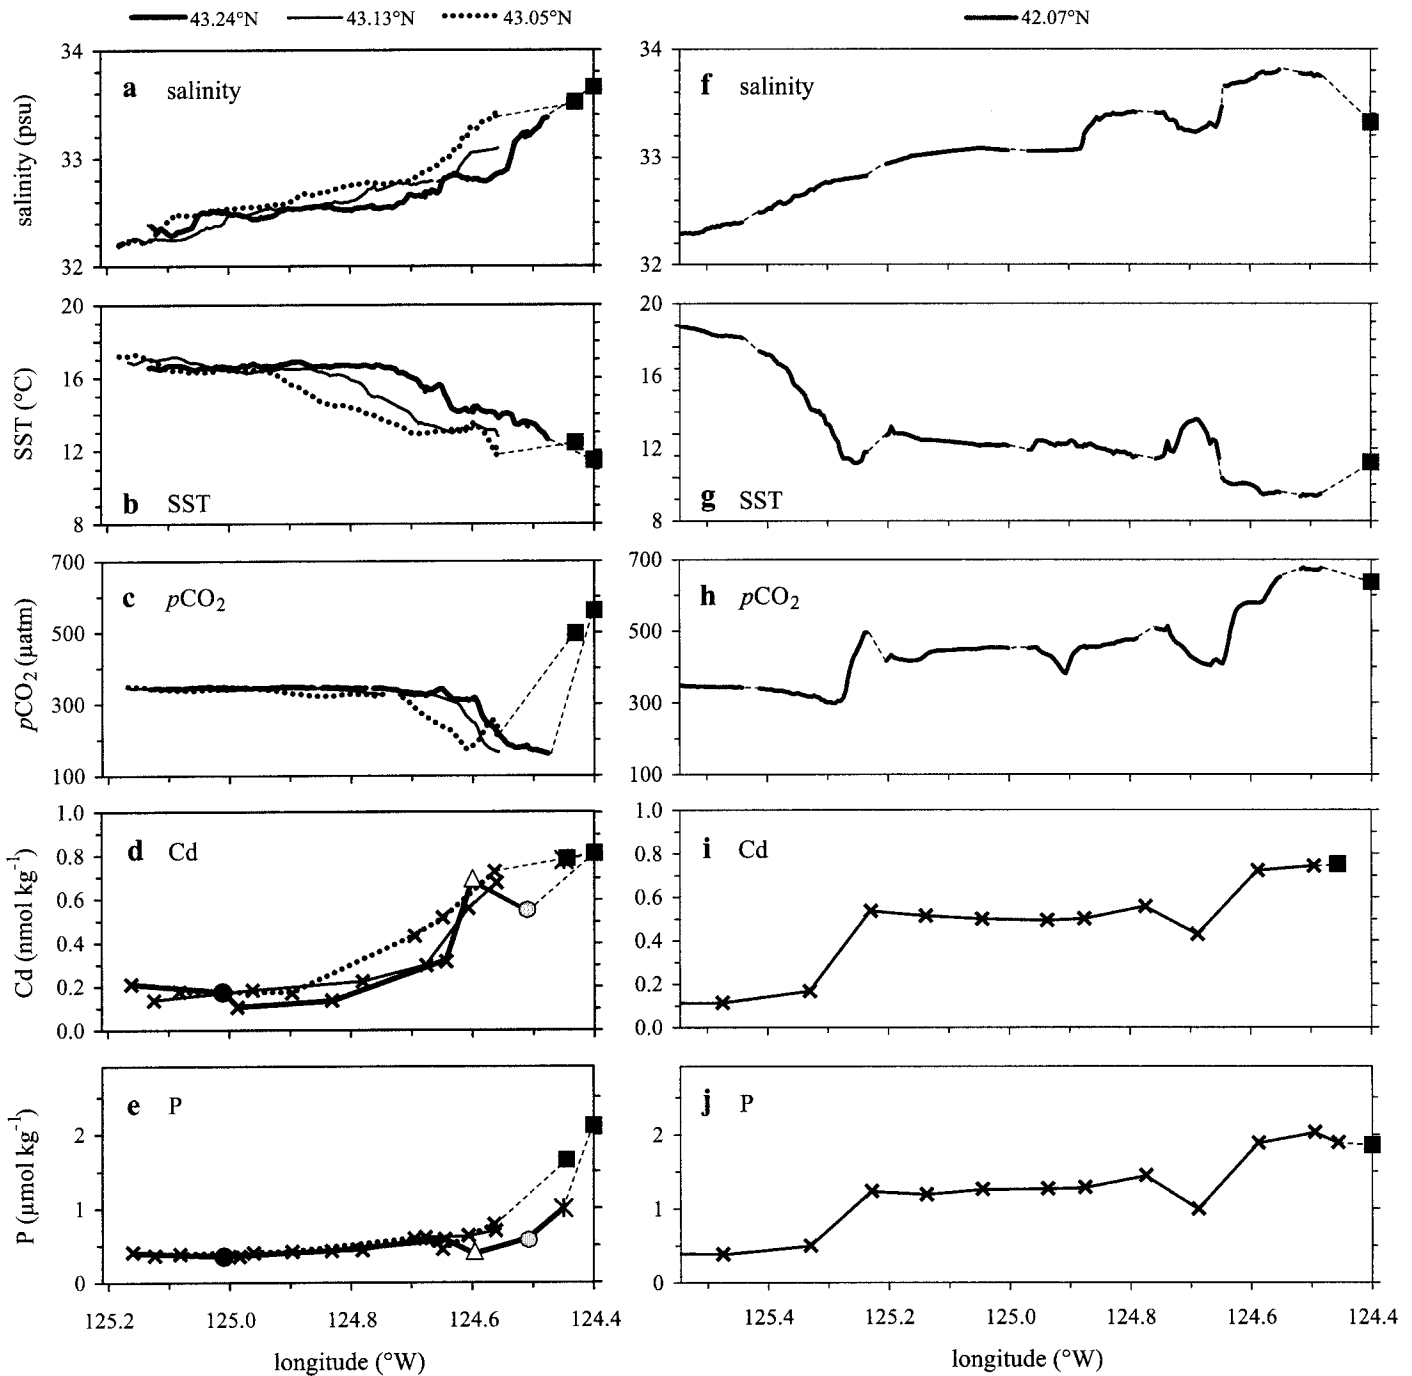 43.24°N 43.13°N 43.05°N
42.07°N
a salinity
salinity (psu)
34
33
32
f salinity
34
33
32
b SST
SST (°C)
20
16
12
8
g SST
20
16
12
8
c pCO2
pCO2 (µatm)
700
500
300
100
h pCO2
700
500
300
100
d Cd
Cd (nmol kg-1)
1.0
0.8
0.6
0.4
0.2
0.0
i Cd
1.0
0.8
0.6
0.4
0.2
0.0
e P
P (µmol kg-1)
2
1
0
j P
2
1
0
125.2 125.0 124.8 124.6 124.4
longitude (°W)
125.4 125.2 125.0 124.8 124.6 124.4
longitude (°W)